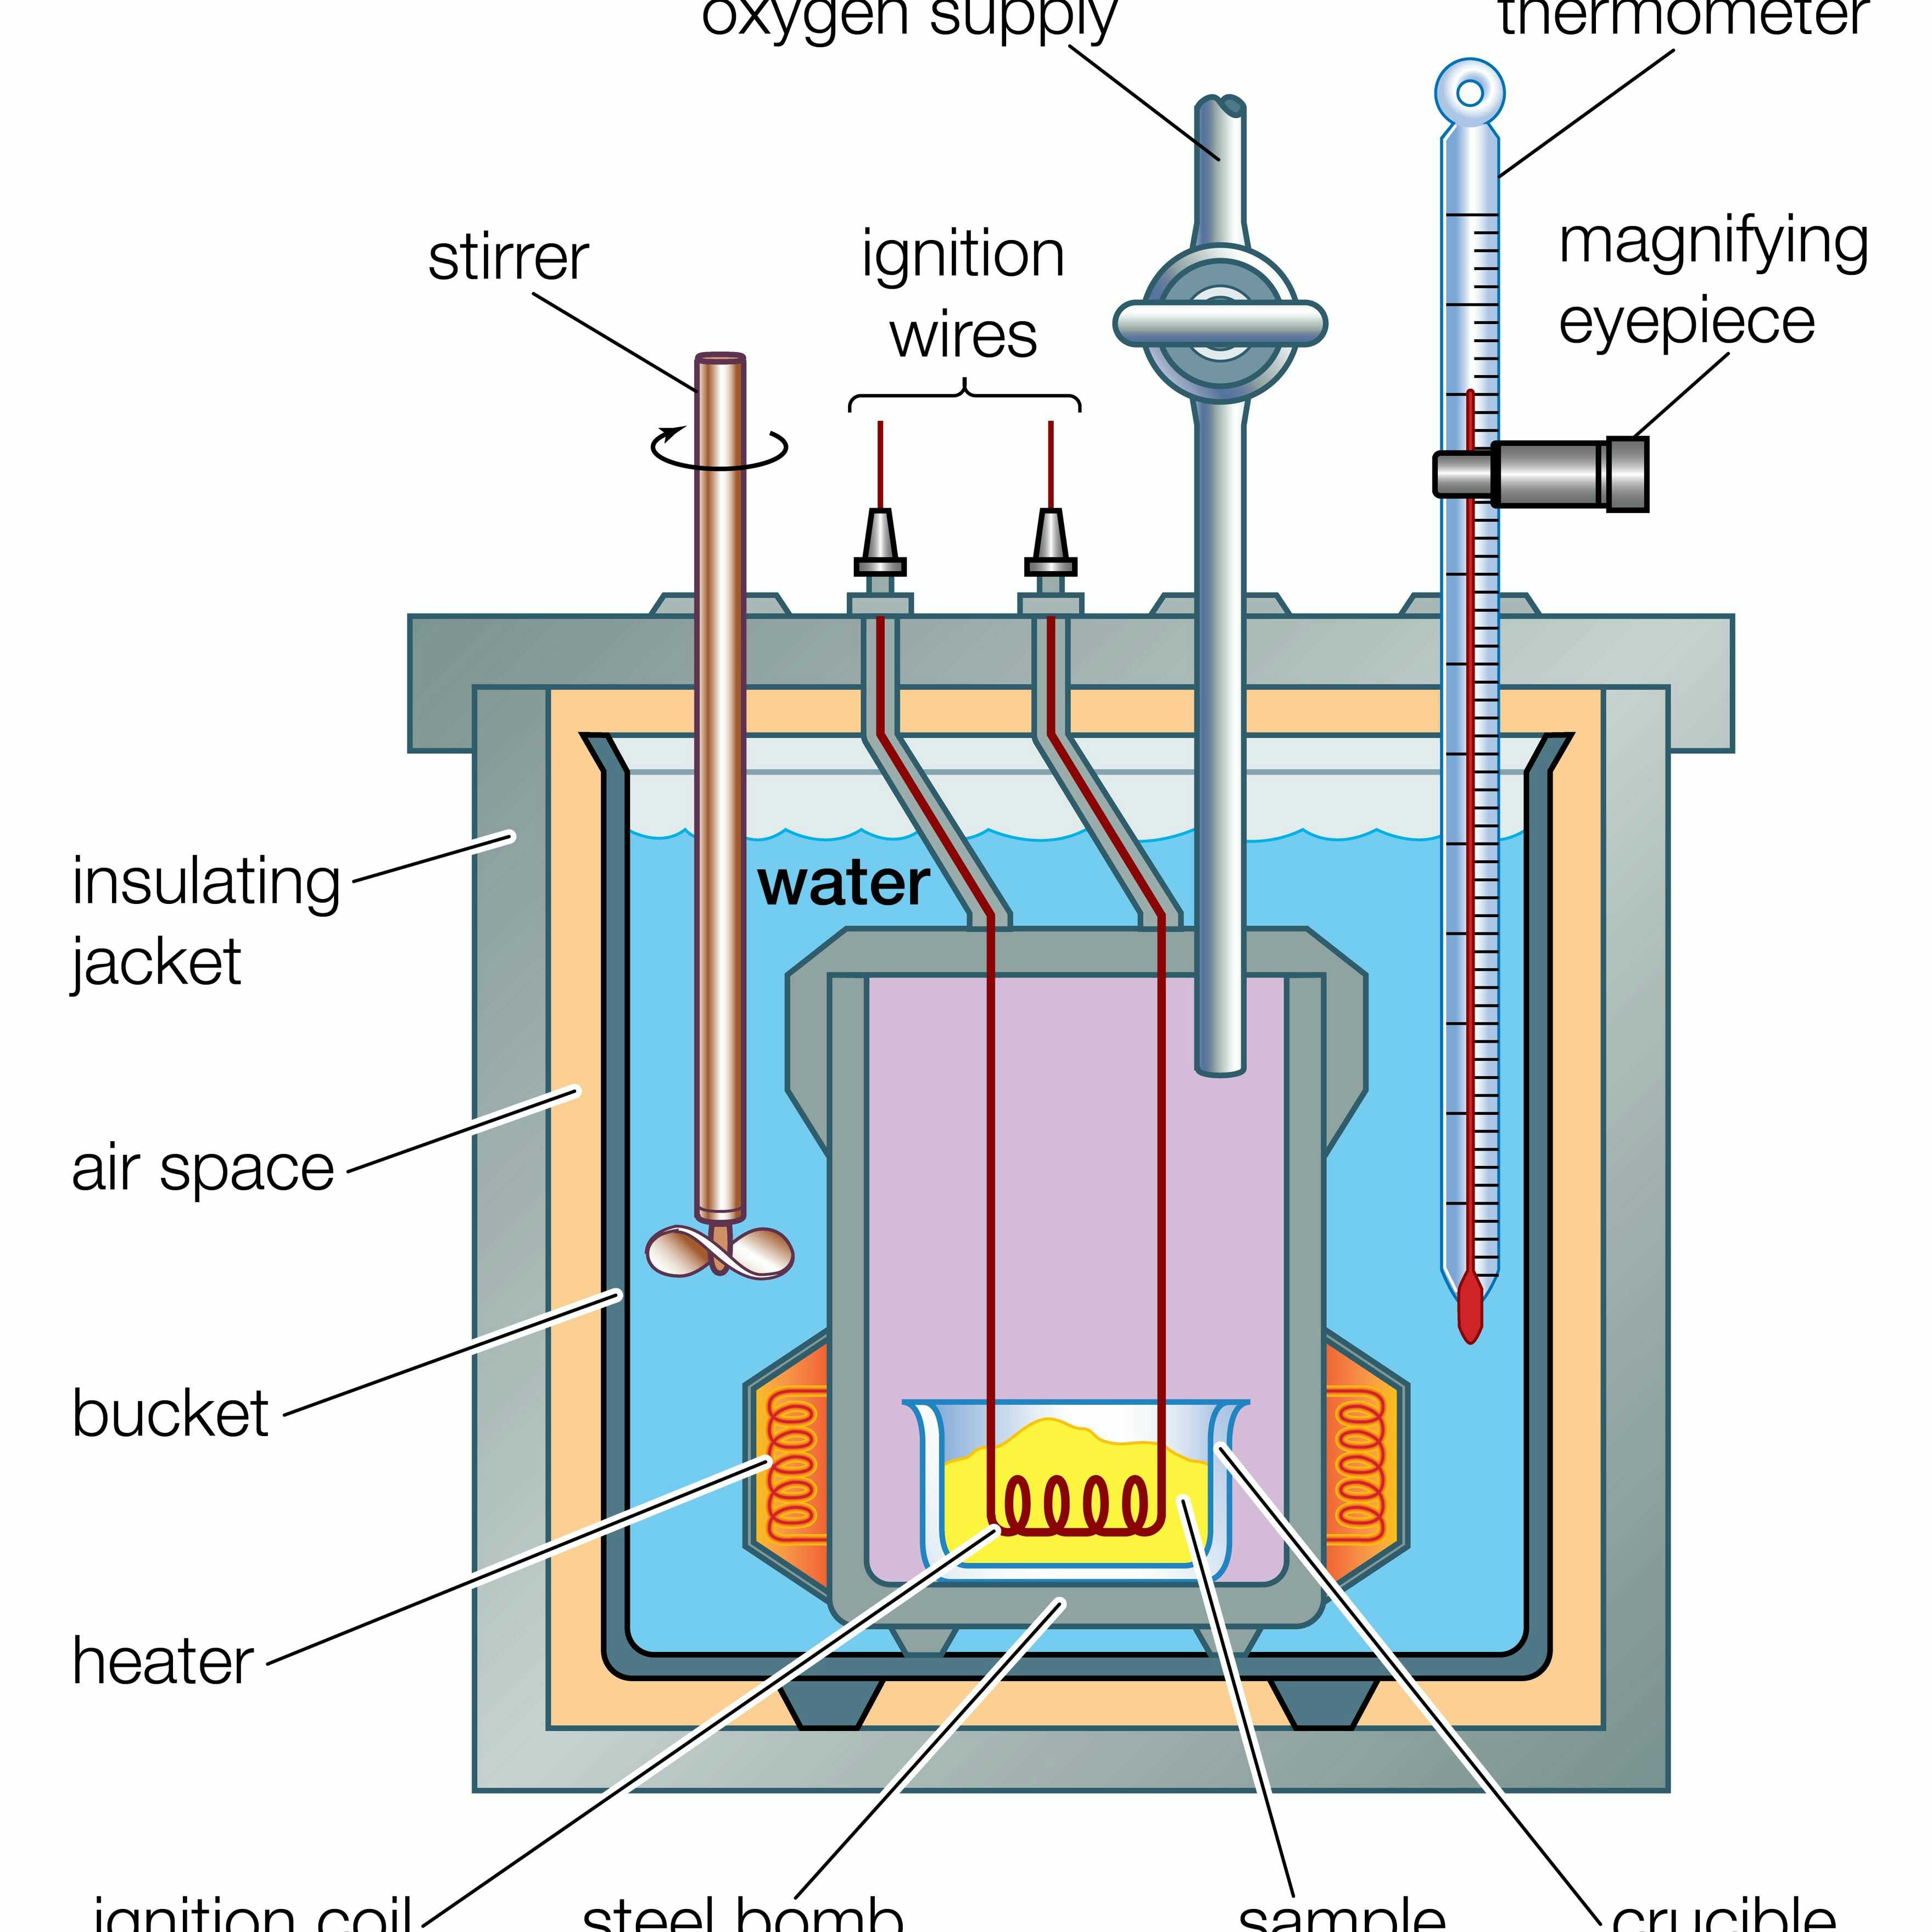 oxygen supply
thermometer
stirrer
ignition
wires
magnifying
eyepiece
water
insulating
jacket
air space
bucket
heater
ignition coil
steel bomb
sample
crucible